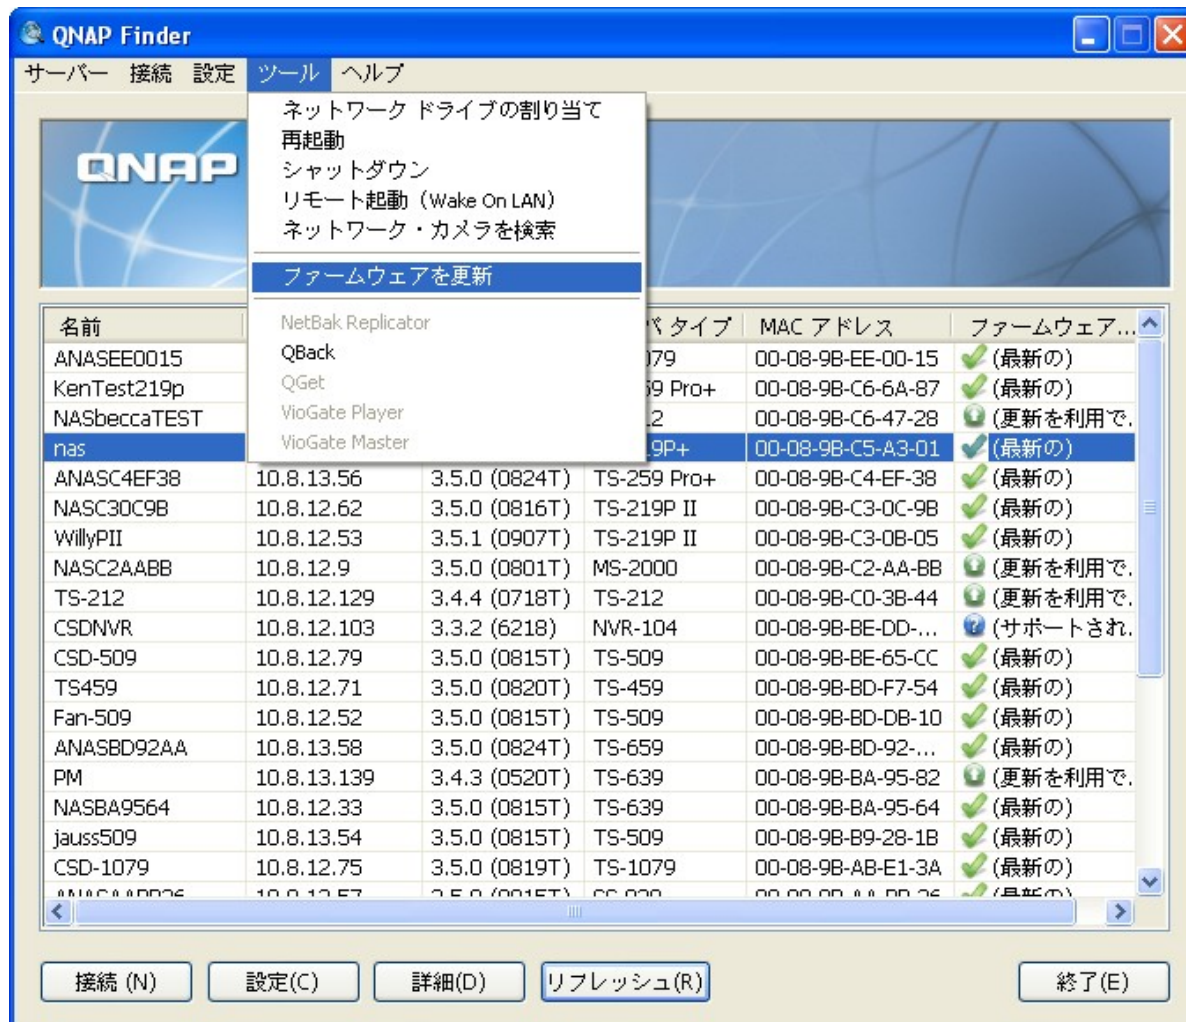 QNAP Finder
サーバー 接続 設定 ツール ヘルプ
QNAP
ネットワーク ドライブの割り当て
再起動
シャットダウン
リモート起動（Wake On LAN）
ネットワーク・カメラを検索
ファームウェアを更新
NetBak Replicator
QBack
QGet
VioGate Player
VioGate Master
名前 タイプ MAC アドレス ファームウェア...
ANASEE0015 00-08-9B-EE-00-15 (最新の)
KenTest219p Pro+ 00-08-9B-C6-6A-87 (最新の)
NASbeccaTEST 00-08-9B-C6-47-28 (更新を利用で.
nas 00-08-9B-C5-A3-01 (最新の)
ANASC4EF38 10.8.13.56 3.5.0 (0824T) TS-259 Pro+ 00-08-9B-C4-EF-38 (最新の)
NASC30C9B 10.8.12.62 3.5.0 (0816T) TS-219P II 00-08-9B-C3-0C-9B (最新の)
WillyPII 10.8.12.53 3.5.1 (0907T) TS-219P II 00-08-9B-C3-0B-05 (最新の)
NASC2AABB 10.8.12.9 3.5.0 (0801T) MS-2000 00-08-9B-C2-AA-BB (更新を利用で.
TS-212 10.8.12.129 3.4.4 (0718T) TS-212 00-08-9B-C0-3B-44 (更新を利用で.
CSDNVR 10.8.12.103 3.3.2 (6218) NVR-104 00-08-9B-BE-DD-... (サポートされ.
CSD-509 10.8.12.79 3.5.0 (0815T) TS-509 00-08-9B-BE-65-CC (最新の)
TS459 10.8.12.71 3.5.0 (0820T) TS-459 00-08-9B-BD-F7-54 (最新の)
Fan-509 10.8.12.52 3.5.0 (0815T) TS-509 00-08-9B-BD-DB-10 (最新の)
ANASBD92AA 10.8.13.58 3.5.0 (0824T) TS-659 00-08-9B-BD-92-... (最新の)
PM 10.8.13.139 3.4.3 (0520T) TS-639 00-08-9B-BA-95-82 (更新を利用で.
NASBA9564 10.8.12.33 3.5.0 (0815T) TS-639 00-08-9B-BA-95-64 (最新の)
jauss509 10.8.13.54 3.5.0 (0815T) TS-509 00-08-9B-B9-28-1B (最新の)
CSD-1079 10.8.12.75 3.5.0 (0819T) TS-1079 00-08-9B-AB-E1-3A (最新の)
接続 (N) 設定(C) 詳細(D) リフレッシュ(R) 終了(E)